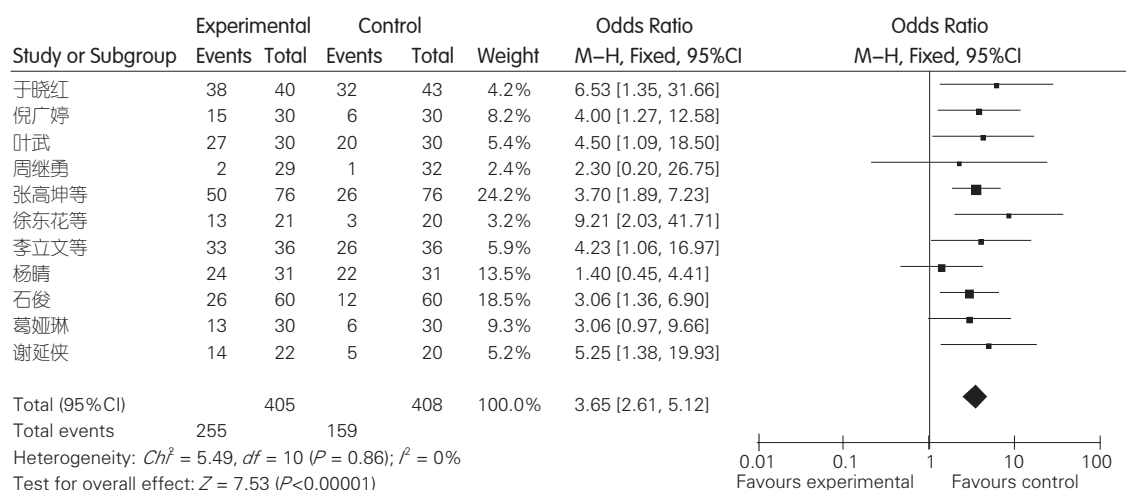 Experimental Control Odds Ratio Odds Ratio
Study or Subgroup Events Total Events Total Weight M–H, Fixed, 95%CI M–H, Fixed, 95%CI
于晓红 38 40 32 43 4.2% 6.53 [1.35, 31.66]
倪广婷 15 30 6 30 8.2% 4.00 [1.27, 12.58]
叶武 27 30 20 30 5.4% 4.50 [1.09, 18.50]
周继勇 2 29 1 32 2.4% 2.30 [0.20, 26.75]
张高坤等 50 76 26 76 24.2% 3.70 [1.89, 7.23]
徐东花等 13 21 3 20 3.2% 9.21 [2.03, 41.71]
李立文等 33 36 26 36 5.9% 4.23 [1.06, 16.97]
杨晴 24 31 22 31 13.5% 1.40 [0.45, 4.41]
石俊 26 60 12 60 18.5% 3.06 [1.36, 6.90]
葛娅琳 13 30 6 30 9.3% 3.06 [0.97, 9.66]
谢延侠 14 22 5 20 5.2% 5.25 [1.38, 19.93]
Total (95%CI) 405 408 100.0% 3.65 [2.61, 5.12]
Total events 255 159
Heterogeneity: Chi² = 5.49, df = 10 (P = 0.86); I² = 0%
Test for overall effect: Z = 7.53 (P<0.00001)
0.01 0.1 1 10 100
Favours experimental Favours control